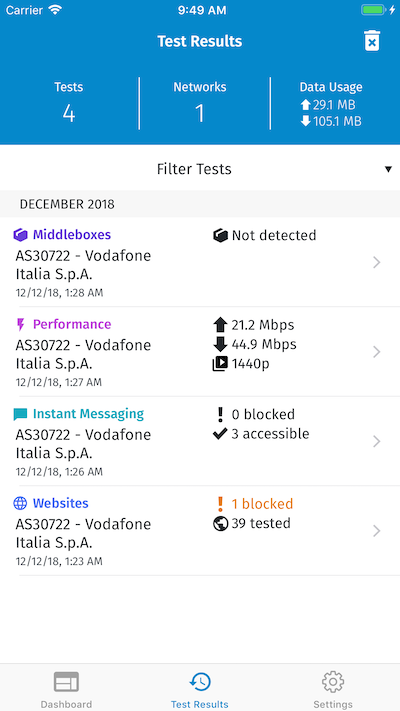 Carrier 9:49 AM
Test Results
Tests Networks Data Usage
4 1 29.1 MB
105.1 MB
Filter Tests
DECEMBER 2018
Middleboxes Not detected
AS30722 - Vodafone
Italia S.p.A.
12/12/18, 1:28 AM
Performance 21.2 Mbps
AS30722 - Vodafone 44.9 Mbps
Italia S.p.A. 1440p
12/12/18, 1:27 AM
Instant Messaging 0 blocked
AS30722 - Vodafone 3 accessible
Italia S.p.A.
12/12/18, 1:26 AM
Websites 1 blocked
AS30722 - Vodafone 39 tested
Italia S.p.A.
12/12/18, 1:23 AM
Dashboard Test Results Settings